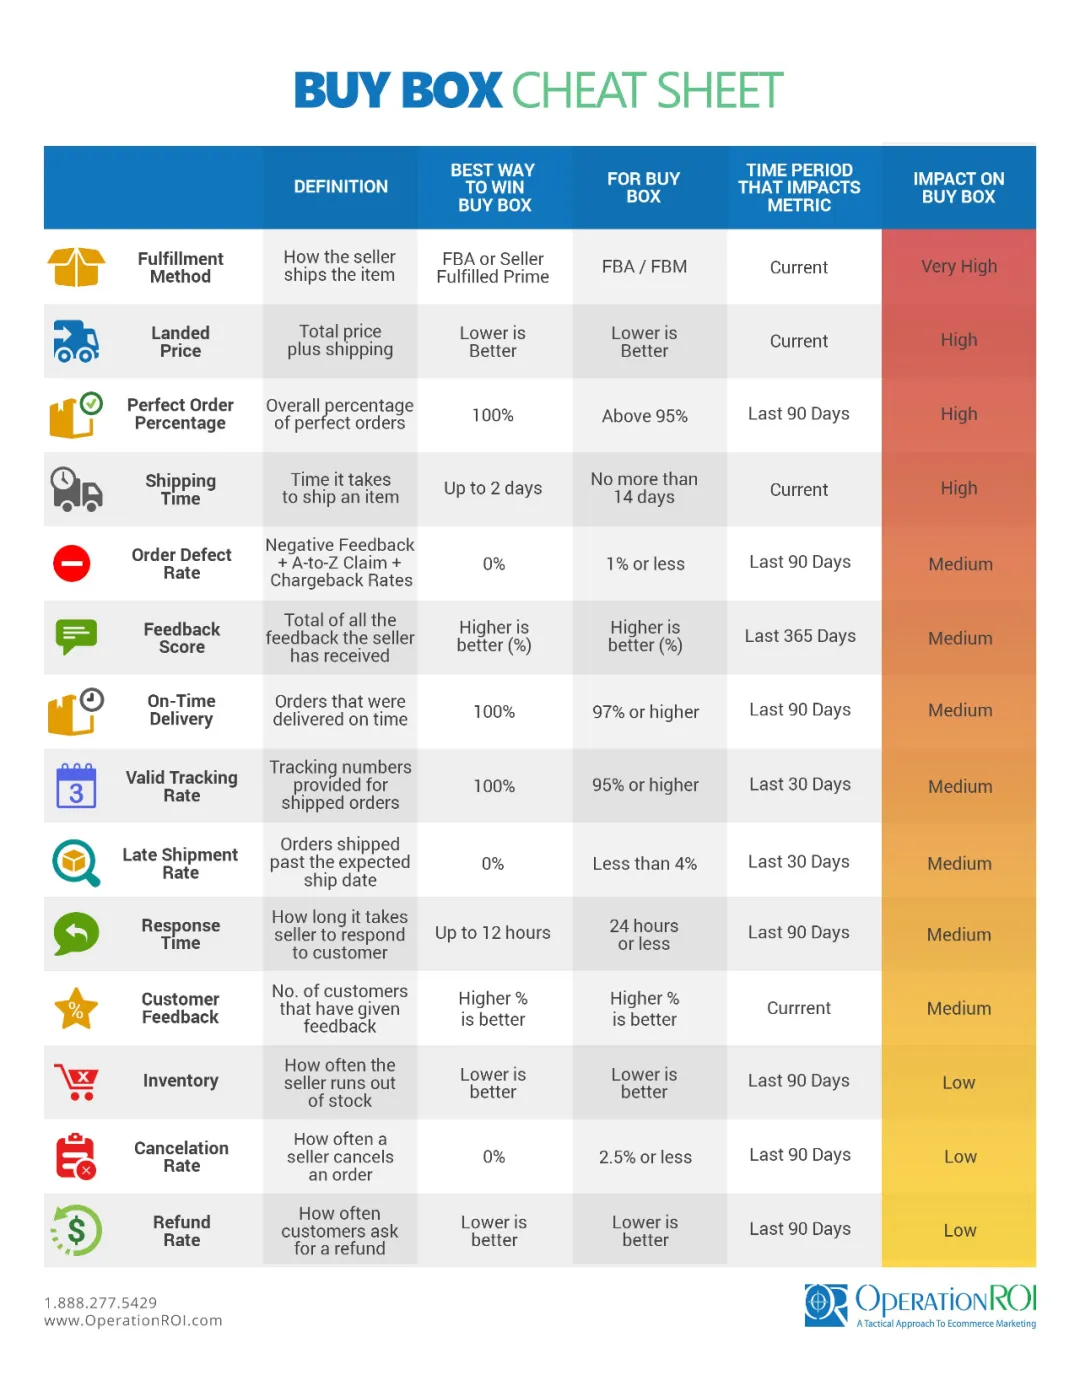 BUY BOX CHEAT SHEET
DEFINITION
BEST WAY
TO WIN
BUY BOX
FOR BUY
BOX
TIME PERIOD
THAT IMPACTS
METRIC
IMPACT ON
BUY BOX
Fulfillment
Method
How the seller
ships the item
FBA or Seller
Fulfilled Prime
FBA / FBM
Current
Very High
Landed
Price
Total price
plus shipping
Lower is
Better
Lower is
Better
Current
High
Perfect Order
Percentage
Overall percentage
of perfect orders
100%
Above 95%
Last 90 Days
High
Shipping
Time
Time it takes
to ship an item
Up to 2 days
No more than
14 days
Current
High
Order Defect
Rate
Negative Feedback
+ A-to-Z Claim +
Chargeback Rates
0%
1% or less
Last 90 Days
Medium
Feedback
Score
Total of all the
feedback the seller
has received
Higher is
better (%)
Higher is
better (%)
Last 365 Days
Medium
On-Time
Delivery
Orders that were
delivered on time
100%
97% or higher
Last 90 Days
Medium
3
Valid Tracking
Rate
Tracking numbers
provided for
shipped orders
100%
95% or higher
Last 30 Days
Medium
Late Shipment
Rate
Orders shipped
past the expected
ship date
0%
Less than 4%
Last 30 Days
Medium
Response
Time
How long it takes
seller to respond
to customer
Up to 12 hours
24 hours
or less
Last 90 Days
Medium
%
Customer
Feedback
No. of customers
that have given
feedback
Higher %
is better
Higher %
is better
Currrent
Medium
X
Inventory
How often the
seller runs out
of stock
Lower is
better
Lower is
better
Last 90 Days
Low
Cancelation
Rate
How often a
seller cancels
an order
0%
2.5% or less
Last 90 Days
Low
$
Refund
Rate
How often
customers ask
for a refund
Lower is
better
Lower is
better
Last 90 Days
Low
1.888.277.5429
www.OperationROI.com
OR OPERATIONROI
A Tactical Approach To Ecommerce Marketing